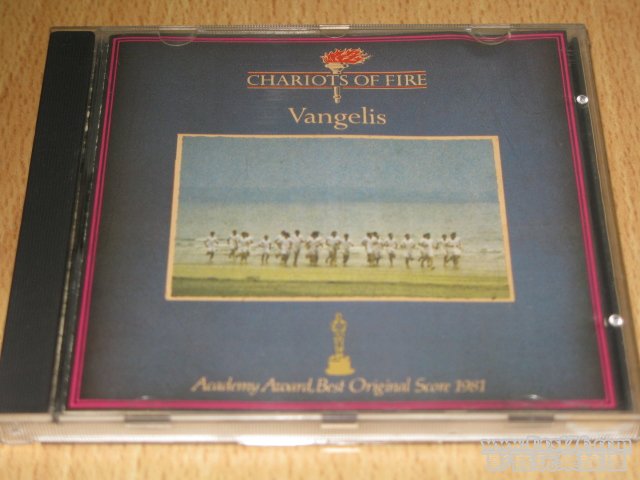 CHARIOTS OF FIRE
Vangelis
Academy Award, Best Original Score 1981